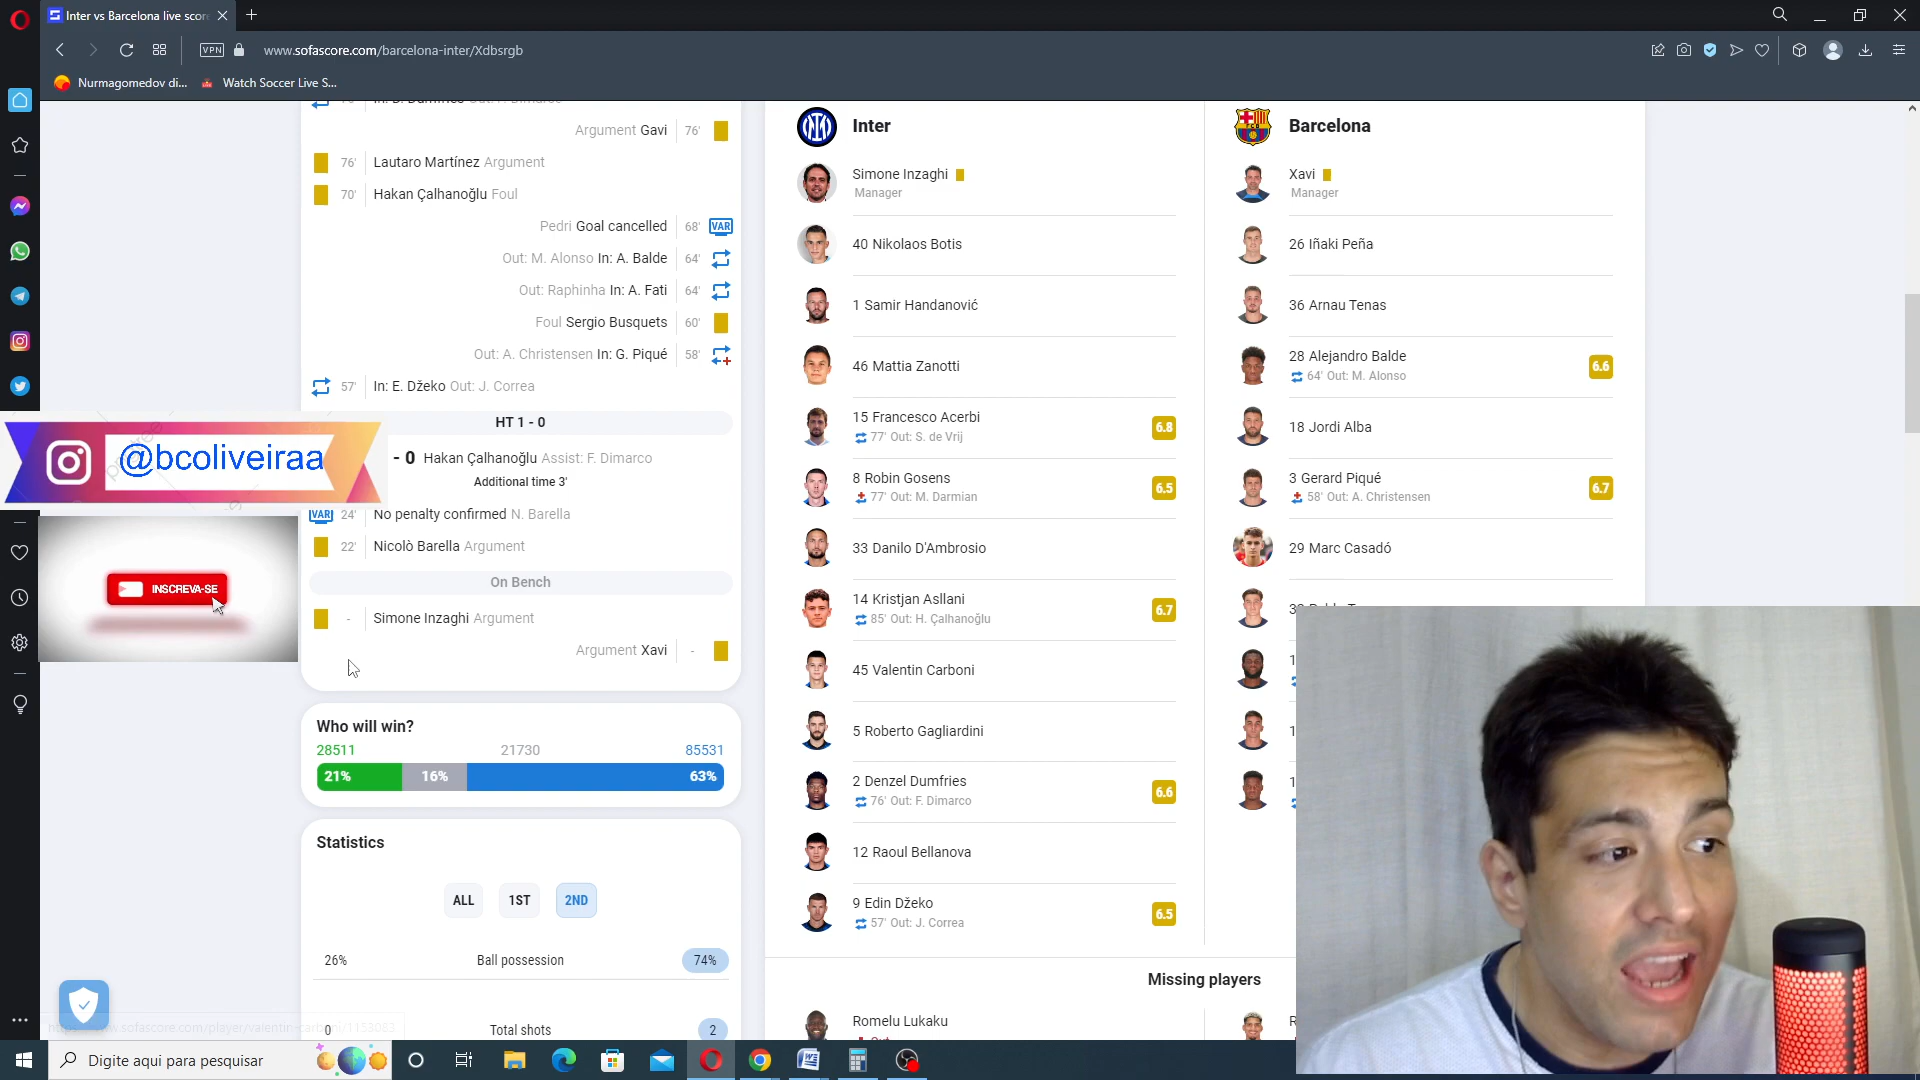 Inter vs Barcelona live scor
VPN
www.sofascore.com/barcelona-inter/Xdbsrgb
Nurmagomedov di...
Watch Soccer Live S...
Argument Gavi 76'
76' Lautaro Martínez Argument
70' Hakan Çalhanoğlu Foul
Pedri Goal cancelled 68' VAR
Out: M. Alonso In: A. Balde 64'
Out: Raphinha In: A. Fati 64'
Foul Sergio Busquets 60'
Out: A. Christensen In: G. Piqué 58'
57' In: E. Džeko Out: J. Correa
HT 1 - 0
- 0 Hakan Çalhanoğlu Assist: F. Dimarco
Additional time 3'
VAR 24' No penalty confirmed N. Barella
22' Nicolò Barella Argument
On Bench
- Simone Inzaghi Argument
Argument Xavi -
@bcoliveiraa
INSCREVA-SE
Who will win?
28511 21730 85531
21% 16% 63%
Statistics
ALL 1ST 2ND
26% Ball possession 74%
0 Total shots 2
Inter
Simone Inzaghi
Manager
40 Nikolaos Botis
1 Samir Handanović
46 Mattia Zanotti
15 Francesco Acerbi
77' Out: S. de Vrij
6.8
8 Robin Gosens
77' Out: M. Darmian
6.5
33 Danilo D'Ambrosio
14 Kristjan Asllani
85' Out: H. Çalhanoğlu
6.7
45 Valentin Carboni
5 Roberto Gagliardini
2 Denzel Dumfries
76' Out: F. Dimarco
6.6
12 Raoul Bellanova
9 Edin Džeko
57' Out: J. Correa
6.5
Barcelona
Xavi
Manager
26 Iñaki Peña
36 Arnau Tenas
28 Alejandro Balde
64' Out: M. Alonso
6.6
18 Jordi Alba
3 Gerard Piqué
58' Out: A. Christensen
6.7
29 Marc Casadó
Missing players
Romelu Lukaku
Digite aqui para pesquisar